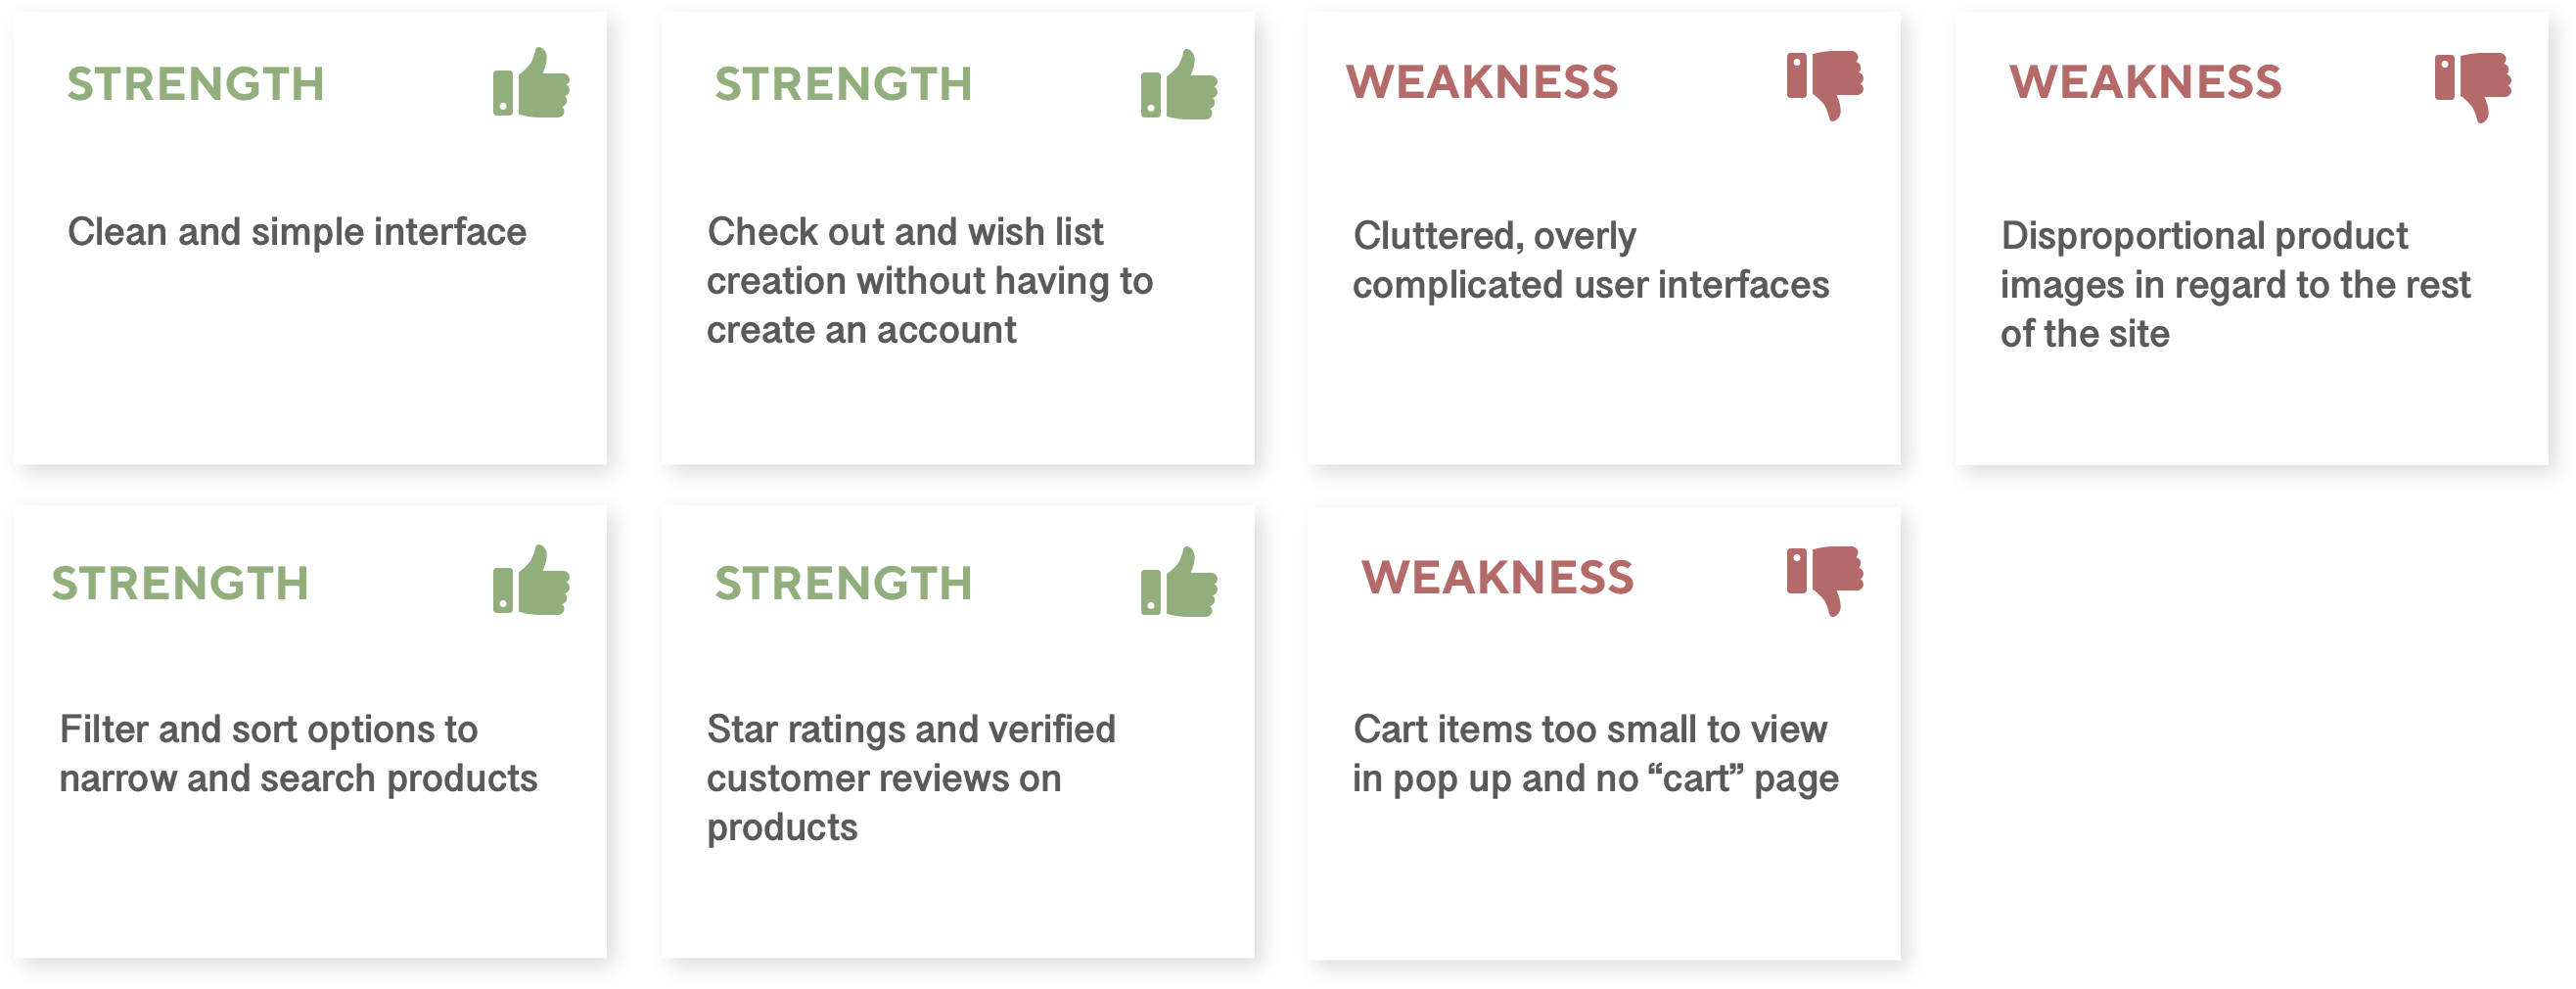 STRENGTH
Clean and simple interface
STRENGTH
Check out and wish list
creation without having to
create an account
WEAKNESS
Cluttered, overly
complicated user interfaces
WEAKNESS
Disproportional product
images in regard to the rest
of the site
STRENGTH
Filter and sort options to
narrow and search products
STRENGTH
Star ratings and verified
customer reviews on
products
WEAKNESS
Cart items too small to view
in pop up and no “cart” page